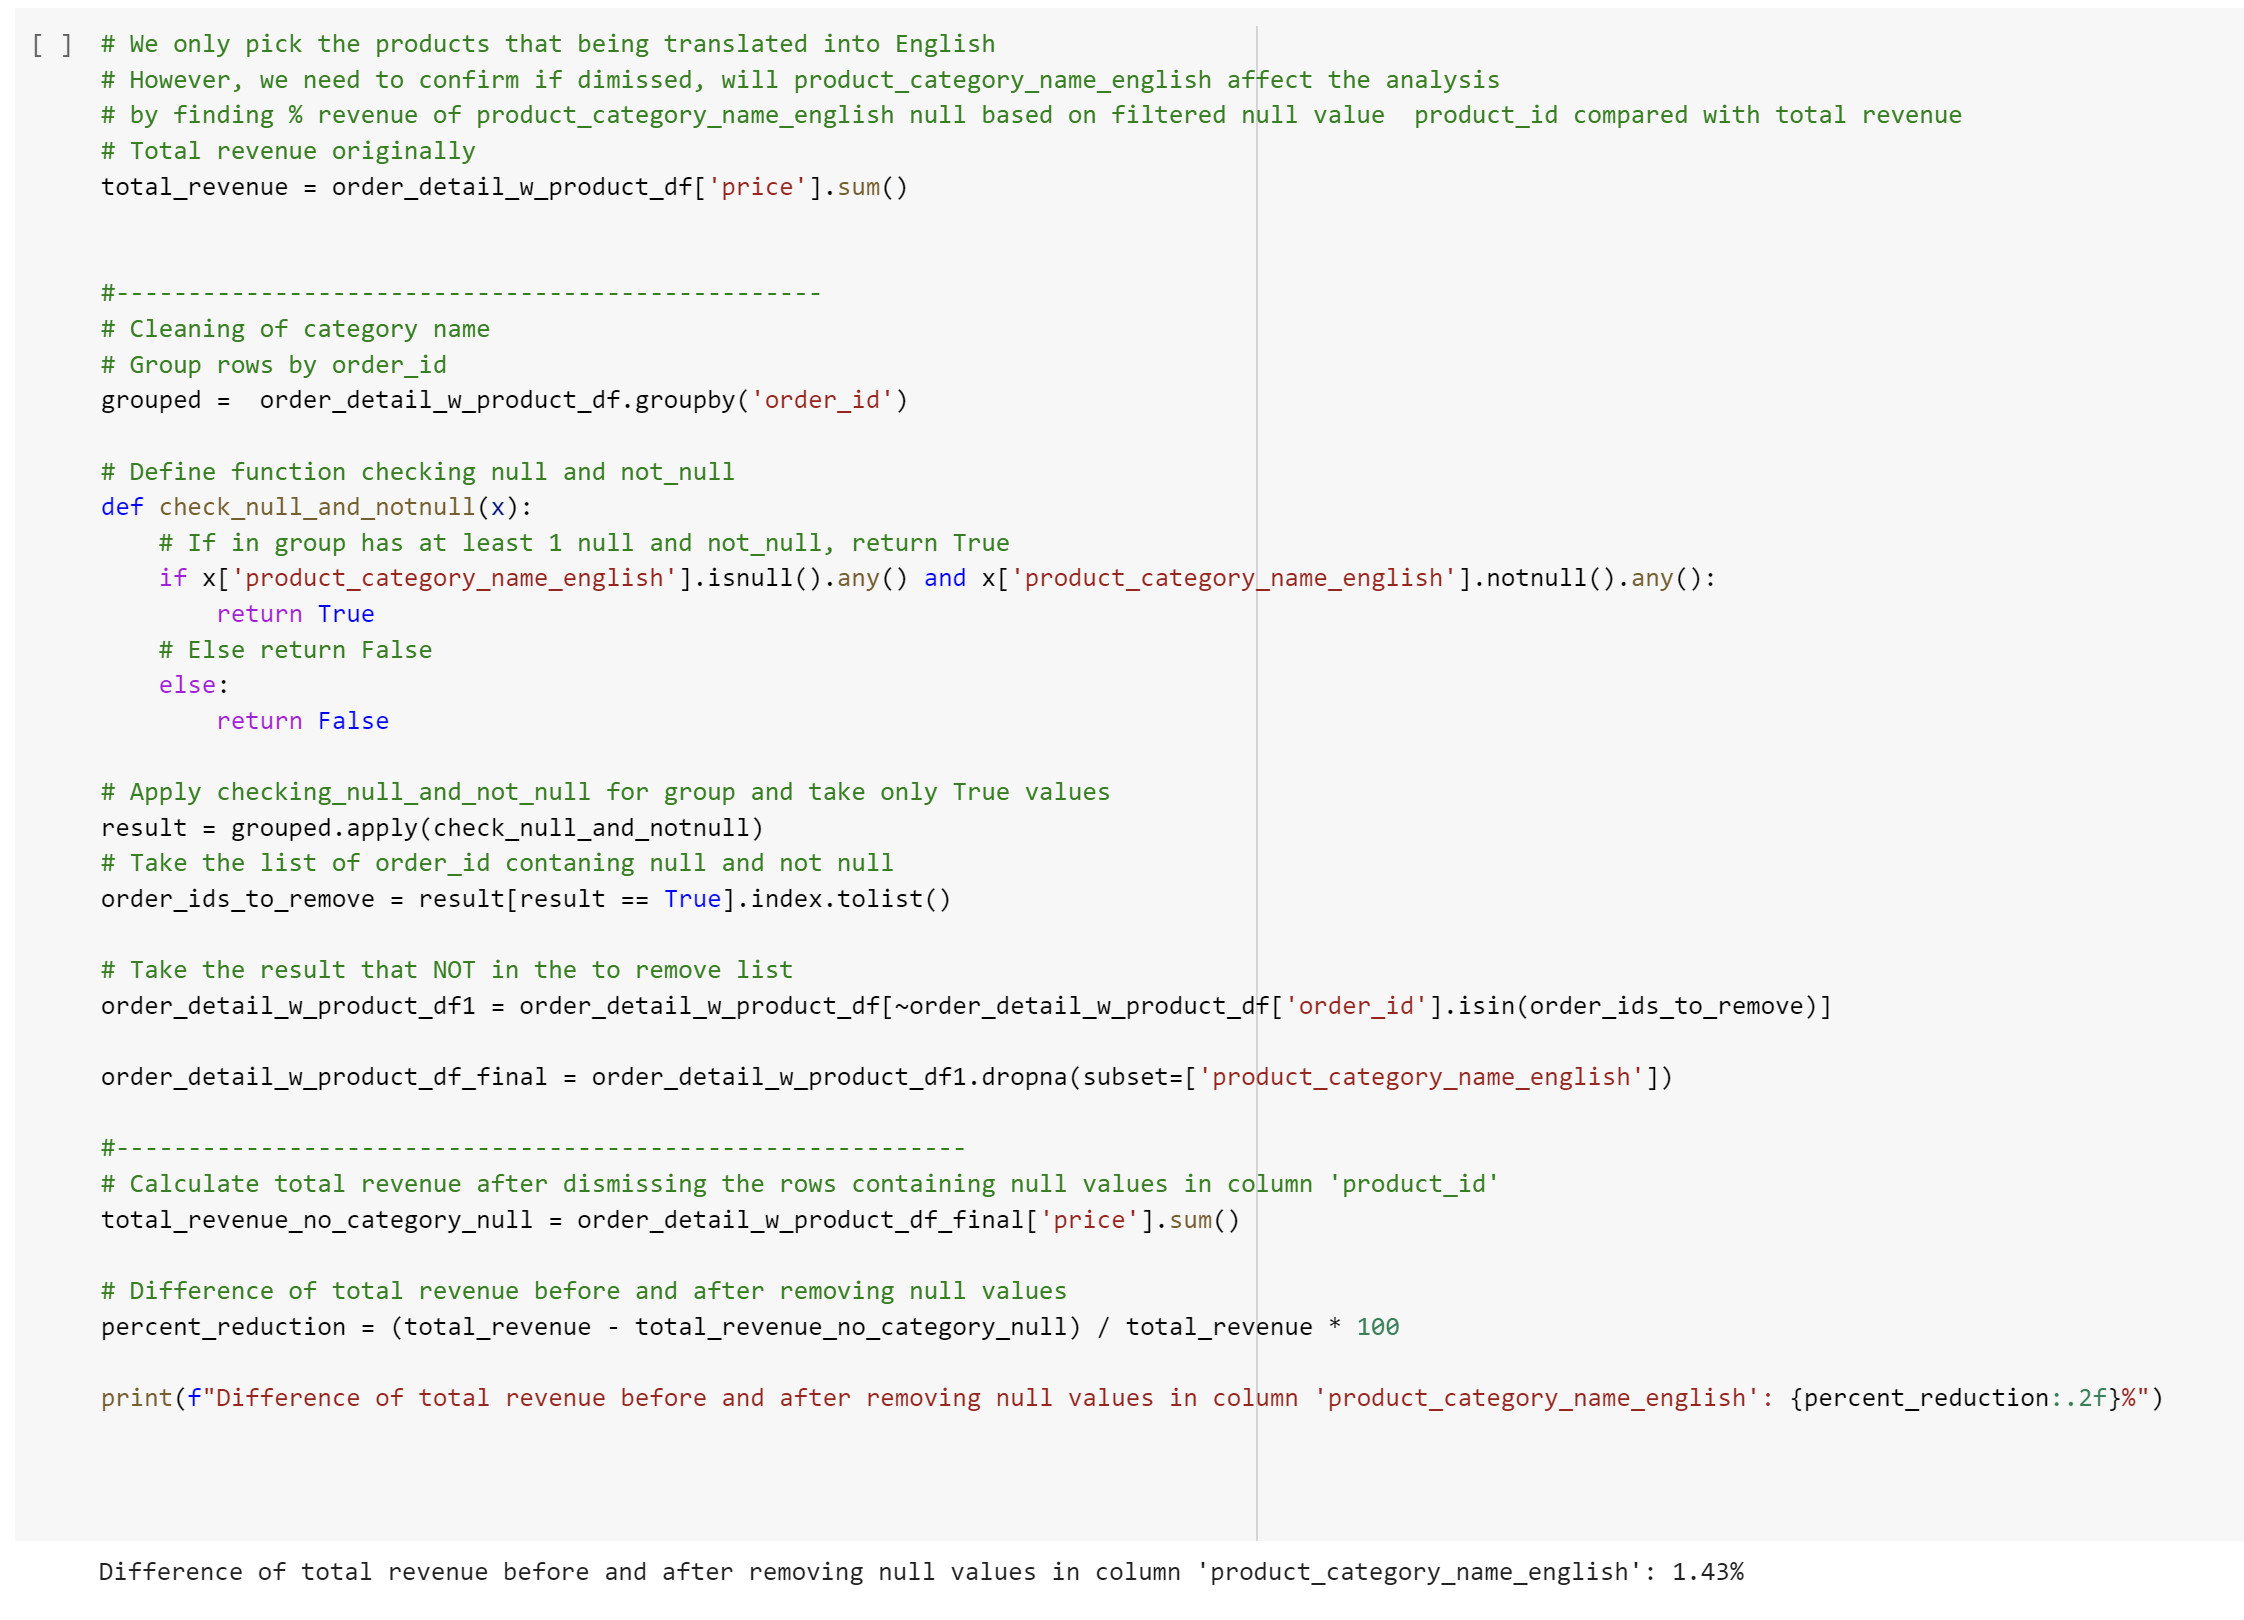 [ ] # We only pick the products that being translated into English
# However, we need to confirm if dimissed, will product_category_name_english affect the analysis
# by finding % revenue of product_category_name_english null based on filtered null value  product_id compared with total revenue
# Total revenue originally
total_revenue = order_detail_w_product_df['price'].sum()
#-------------------------------------------------
# Cleaning of category name
# Group rows by order_id
grouped =  order_detail_w_product_df.groupby('order_id')
# Define function checking null and not_null
def check_null_and_notnull(x):
    # If in group has at least 1 null and not_null, return True
    if x['product_category_name_english'].isnull().any() and x['product_category_name_english'].notnull().any():
        return True
    # Else return False
    else:
        return False
# Apply checking_null_and_not_null for group and take only True values
result = grouped.apply(check_null_and_notnull)
# Take the list of order_id contaning null and not null
order_ids_to_remove = result[result == True].index.tolist()
# Take the result that NOT in the to remove list
order_detail_w_product_df1 = order_detail_w_product_df[~order_detail_w_product_df['order_id'].isin(order_ids_to_remove)]
order_detail_w_product_df_final = order_detail_w_product_df1.dropna(subset=['product_category_name_english'])
#-----------------------------------------------------------
# Calculate total revenue after dismissing the rows containing null values in column 'product_id'
total_revenue_no_category_null = order_detail_w_product_df_final['price'].sum()
# Difference of total revenue before and after removing null values
percent_reduction = (total_revenue - total_revenue_no_category_null) / total_revenue * 100
print(f"Difference of total revenue before and after removing null values in column 'product_category_name_english': {percent_reduction:.2f}%")
Difference of total revenue before and after removing null values in column 'product_category_name_english': 1.43%